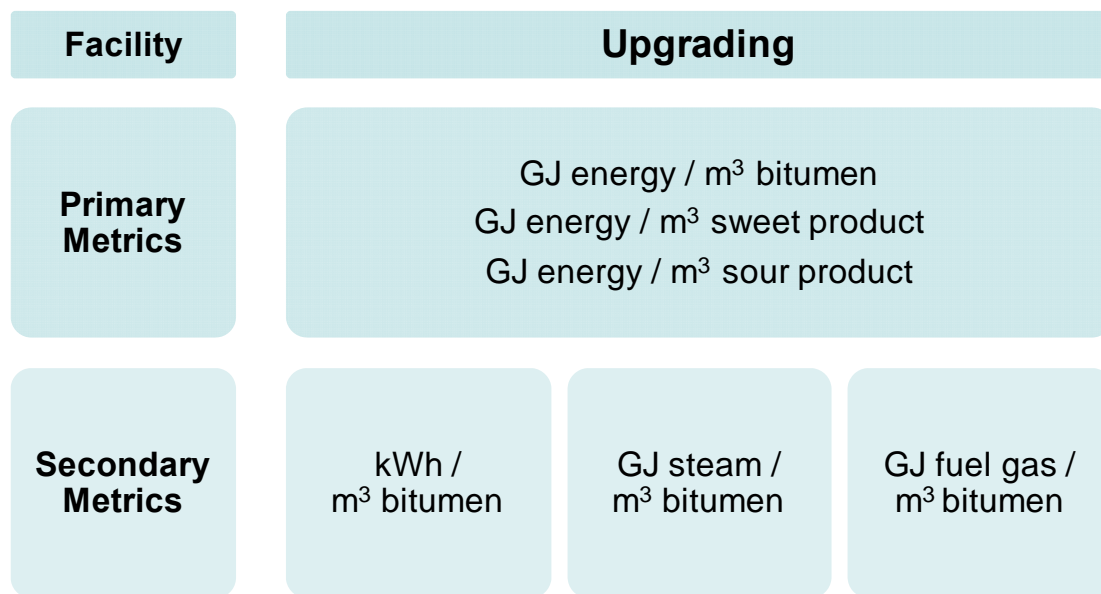 Facility
Upgrading
Primary
Metrics
GJ energy / m³ bitumen
GJ energy / m³ sweet product
GJ energy / m³ sour product
Secondary
Metrics
kWh /
m³ bitumen
GJ steam /
m³ bitumen
GJ fuel gas /
m³ bitumen